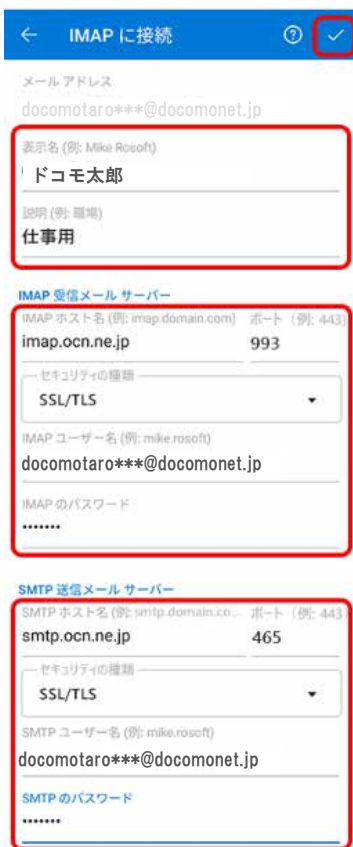 IMAP に接続
メール アドレス
docomotaro***@docomonet.jp
表示名 (例: Mike Rosoft)
ドコモ太郎
説明 (例: 職場)
仕事用
IMAP 受信メール サーバー
IMAP ホスト名 (例: imap.domain.com) ポート (例: 443)
imap.ocn.ne.jp 993
セキュリティの種類
SSL/TLS
IMAP ユーザー名 (例: mike.rosoft)
docomotaro***@docomonet.jp
IMAP のパスワード
•••••••
SMTP 送信メール サーバー
SMTP ホスト名 (例: smtp.domain.co... ポート (例: 443)
smtp.ocn.ne.jp 465
セキュリティの種類
SSL/TLS
SMTP ユーザー名 (例: mike.rosoft)
docomotaro***@docomonet.jp
SMTP のパスワード
•••••••